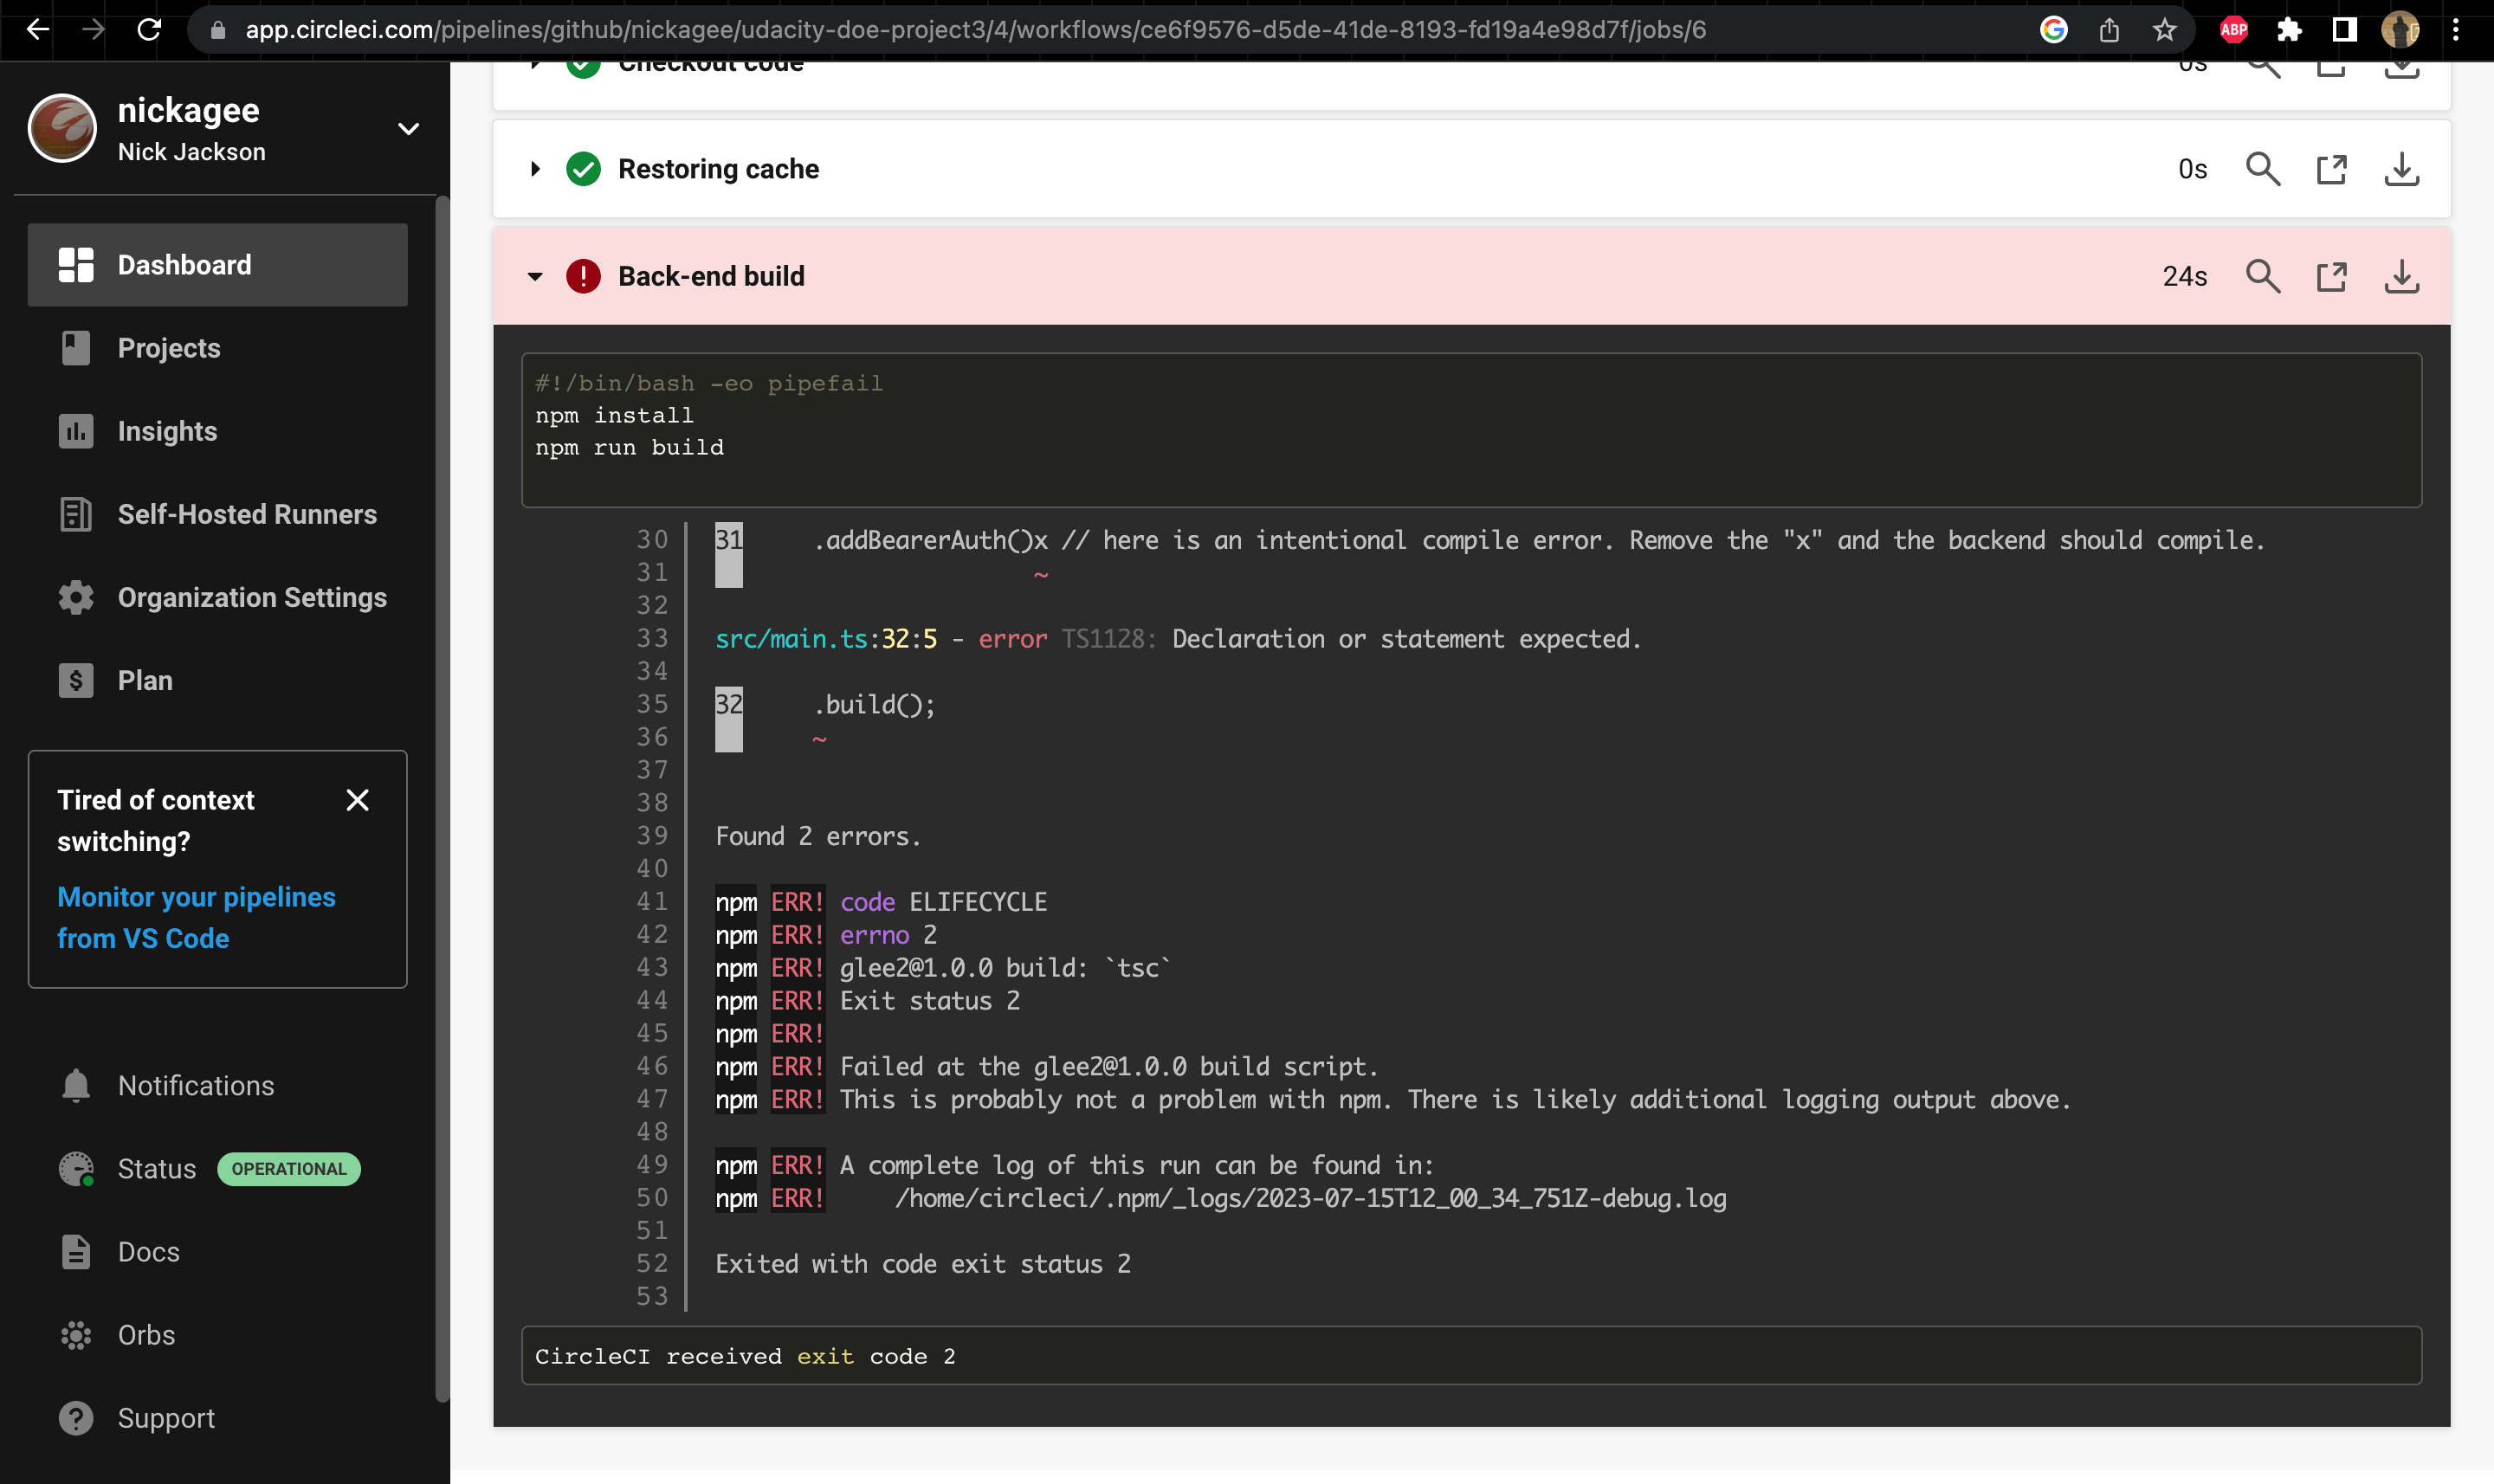 app.circleci.com/pipelines/github/nickagee/udacity-doe-project3/4/workflows/ce6f9576-d5de-41de-8193-fd19a4e98d7f/jobs/6
ABP
nickagee
Nick Jackson
Dashboard
Projects
Insights
Self-Hosted Runners
Organization Settings
Plan
Tired of context
switching?
Monitor your pipelines
from VS Code
Notifications
Status OPERATIONAL
Docs
Orbs
Support
Checkout code 0s
Restoring cache 0s
Back-end build 24s
#!/bin/bash -eo pipefail
npm install
npm run build
30 31 .addBearerAuth()x // here is an intentional compile error. Remove the "x" and the backend should compile.
31 ~
32
33 src/main.ts:32:5 - error TS1128: Declaration or statement expected.
34
35 32 .build();
36 ~
37
38
39 Found 2 errors.
40
41 npm ERR! code ELIFECYCLE
42 npm ERR! errno 2
43 npm ERR! glee2@1.0.0 build: `tsc`
44 npm ERR! Exit status 2
45 npm ERR!
46 npm ERR! Failed at the glee2@1.0.0 build script.
47 npm ERR! This is probably not a problem with npm. There is likely additional logging output above.
48
49 npm ERR! A complete log of this run can be found in:
50 npm ERR! /home/circleci/.npm/_logs/2023-07-15T12_00_34_751Z-debug.log
51
52 Exited with code exit status 2
53
CircleCI received exit code 2